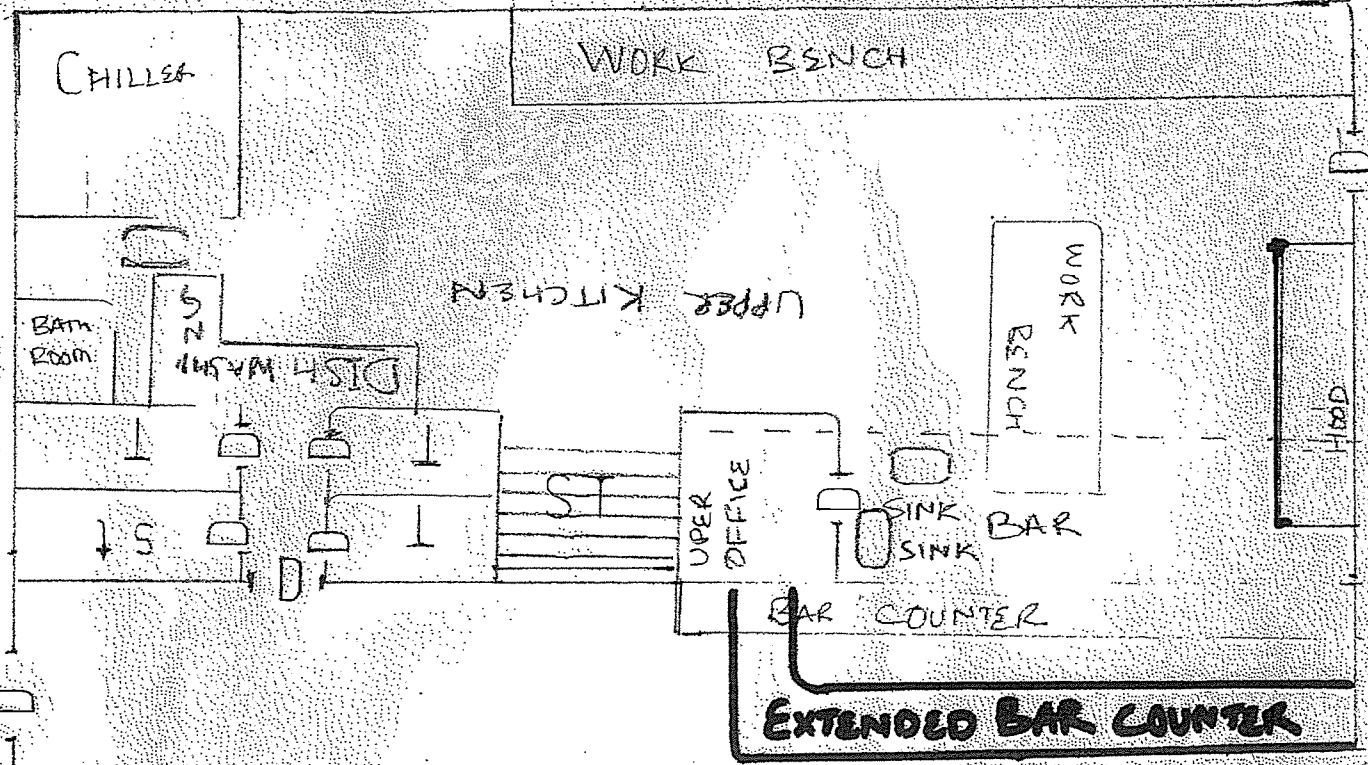 CHILLER
WORK BENCH
D
UPPER KITCHEN
WORK
BENCH
BATH
ROOM
DISH WASH
S
N
HOOD
D
D
I
I
ST
UPER
OFFICE
D
SINK
SINK
BAR
↓ S
D
D
I
D
BAR COUNTER
EXTENDED BAR COUNTER